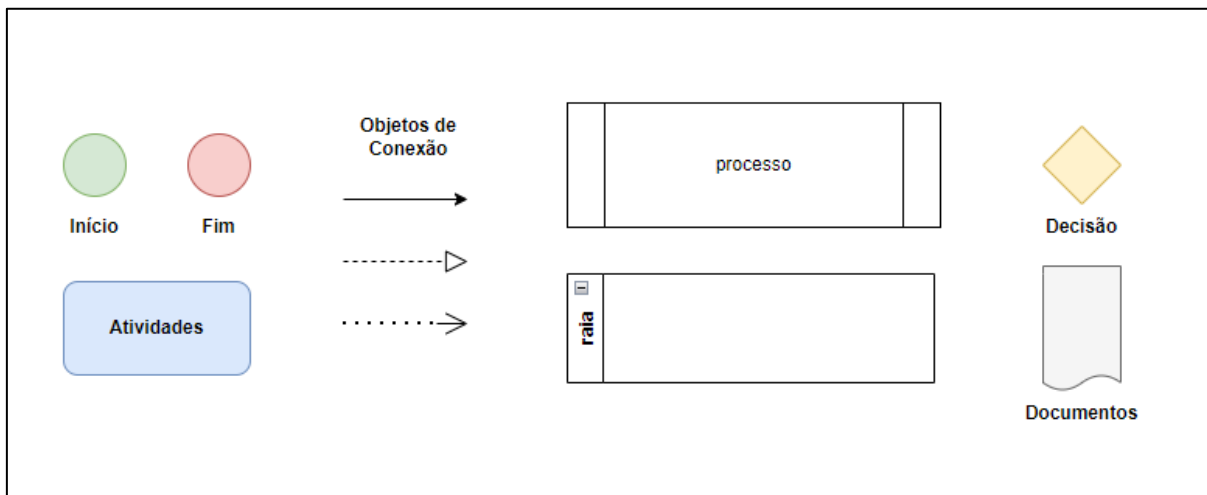 Objetos de
Conexão
processo
Início
Fim
Decisão
Atividades
raia
Documentos